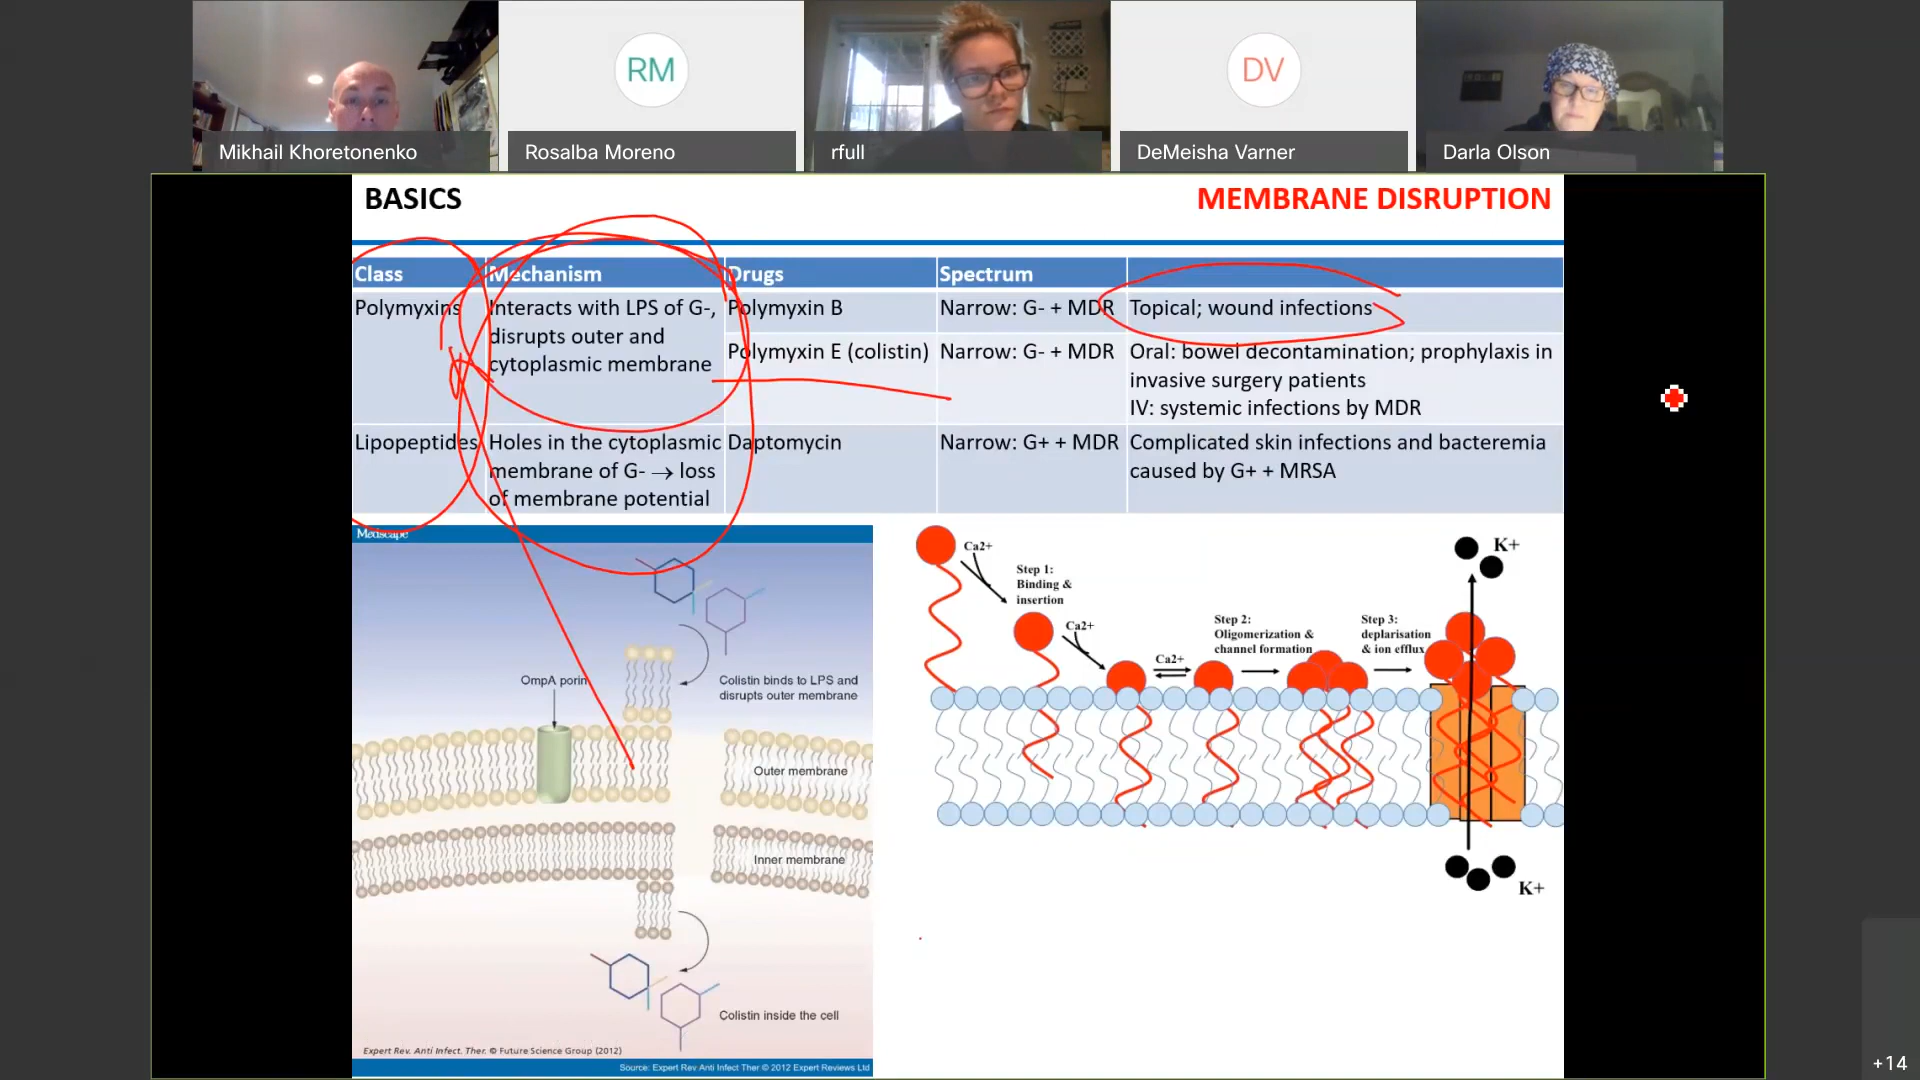 RM
DV
Mikhail Khoretonenko
Rosalba Moreno
rfull
DeMeisha Varner
Darla Olson
BASICS
MEMBRANE DISRUPTION
Class
Mechanism
Drugs
Spectrum
Polymyxins
Interacts with LPS of G-,
disrupts outer and
cytoplasmic membrane
Polymyxin B
Narrow: G- + MDR
Topical; wound infections
Polymyxin E (colistin)
Narrow: G- + MDR
Oral: bowel decontamination; prophylaxis in
invasive surgery patients
IV: systemic infections by MDR
Lipopeptides
Holes in the cytoplasmic
membrane of G- → loss
of membrane potential
Daptomycin
Narrow: G+ + MDR
Complicated skin infections and bacteremia
caused by G+ + MRSA
Medscape
OmpA porin
Colistin binds to LPS and
disrupts outer membrane
Outer membrane
Inner membrane
Colistin inside the cell
Expert Rev. Anti Infect. Ther. © Future Science Group (2012)
Source: Expert Rev Anti Infect Ther © 2012 Expert Reviews Ltd
Ca2+
Step 1:
Binding &
insertion
Ca2+
Ca2+
Step 2:
Oligomerization &
channel formation
Step 3:
deplarisation
& ion efflux
K+
K+
+14